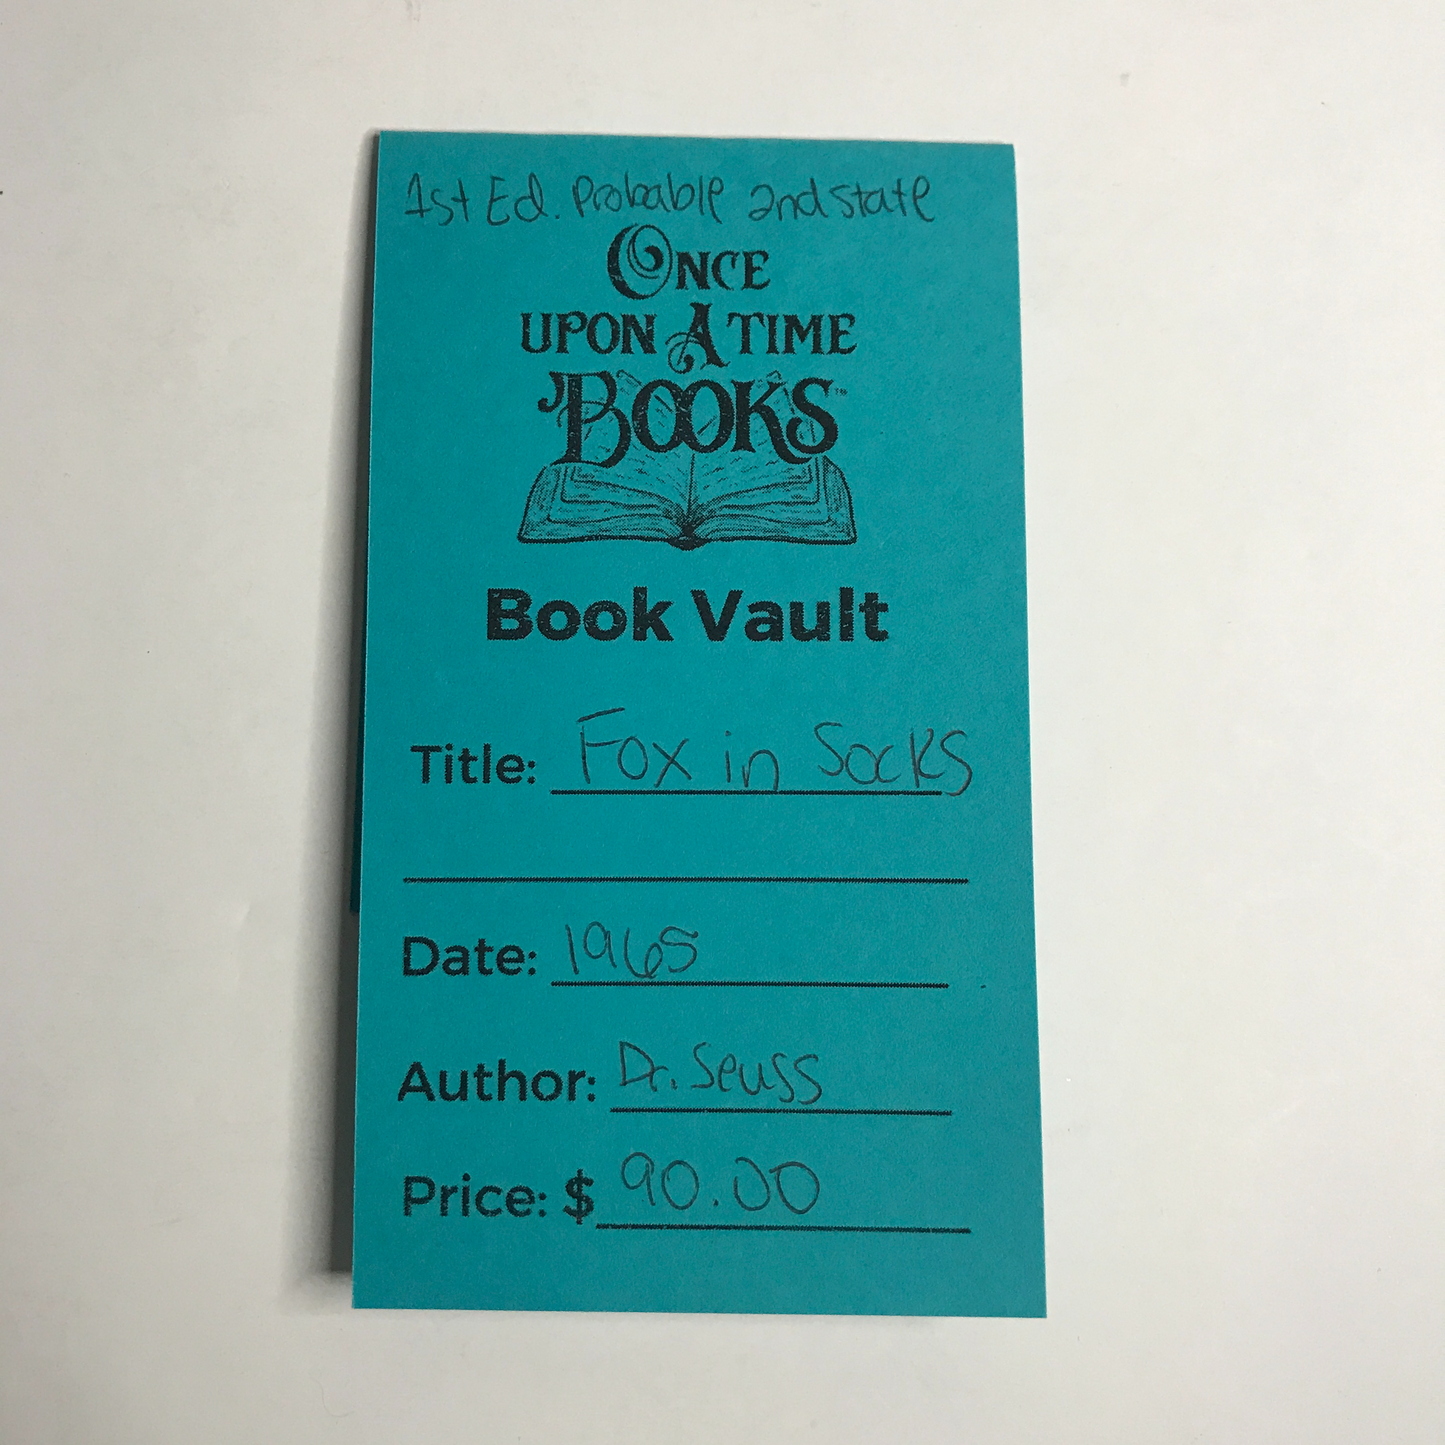 1st Ed. Probable 2nd state
ONCE
UPON A TIME
BOOKS™
Book Vault
Title: Fox in Socks
Date: 1965
Author: Dr. Seuss
Price: $ 90.00